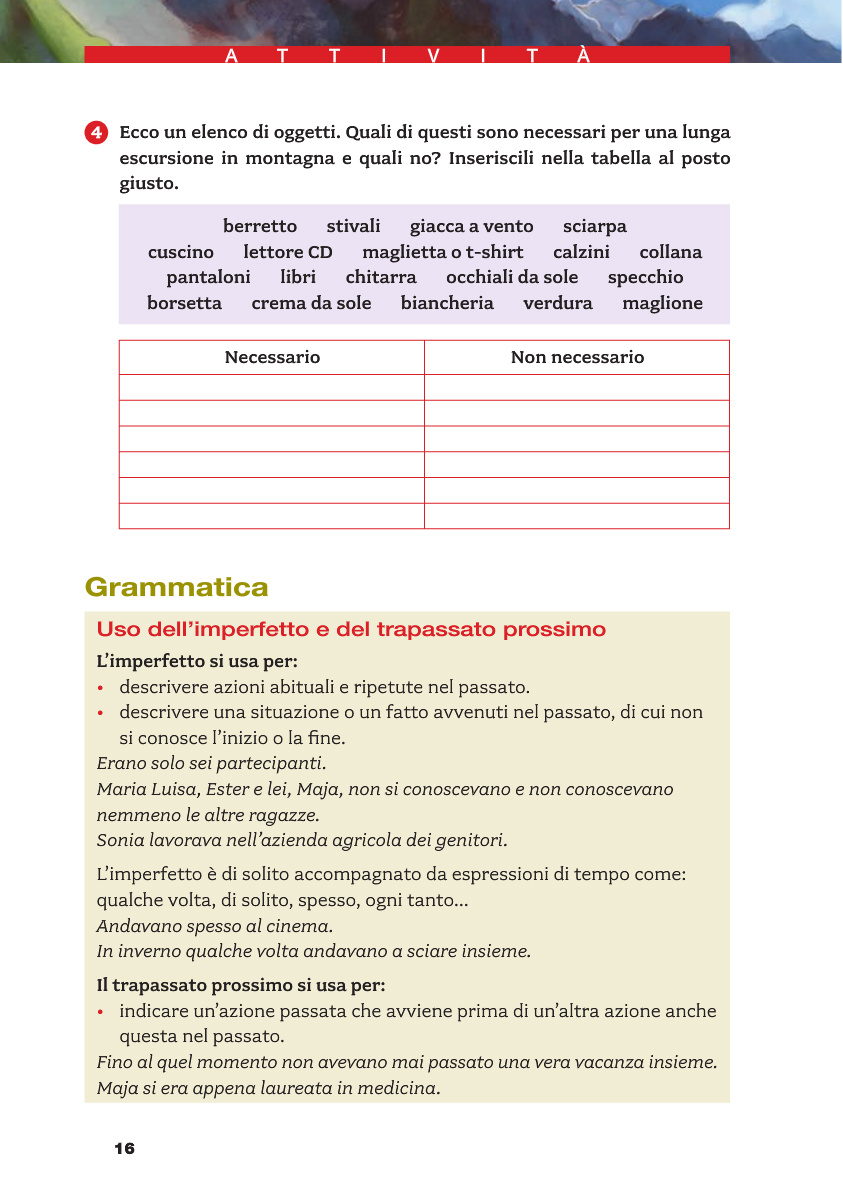 ATTIVITÀ
4 Ecco un elenco di oggetti. Quali di questi sono necessari per una lunga
escursione in montagna e quali no? Inseriscili nella tabella al posto
giusto.
berretto stivali giacca a vento sciarpa
cuscino lettore CD maglietta o t-shirt calzini collana
pantaloni libri chitarra occhiali da sole specchio
borsetta crema da sole biancheria verdura maglione
Necessario Non necessario
Grammatica
Uso dell’imperfetto e del trapassato prossimo
L’imperfetto si usa per:
• descrivere azioni abituali e ripetute nel passato.
• descrivere una situazione o un fatto avvenuti nel passato, di cui non
si conosce l’inizio o la fine.
Erano solo sei partecipanti.
Maria Luisa, Ester e lei, Maja, non si conoscevano e non conoscevano
nemmeno le altre ragazze.
Sonia lavorava nell’azienda agricola dei genitori.
L’imperfetto è di solito accompagnato da espressioni di tempo come:
qualche volta, di solito, spesso, ogni tanto...
Andavano spesso al cinema.
In inverno qualche volta andavano a sciare insieme.
Il trapassato prossimo si usa per:
• indicare un’azione passata che avviene prima di un’altra azione anche
questa nel passato.
Fino al quel momento non avevano mai passato una vera vacanza insieme.
Maja si era appena laureata in medicina.
16